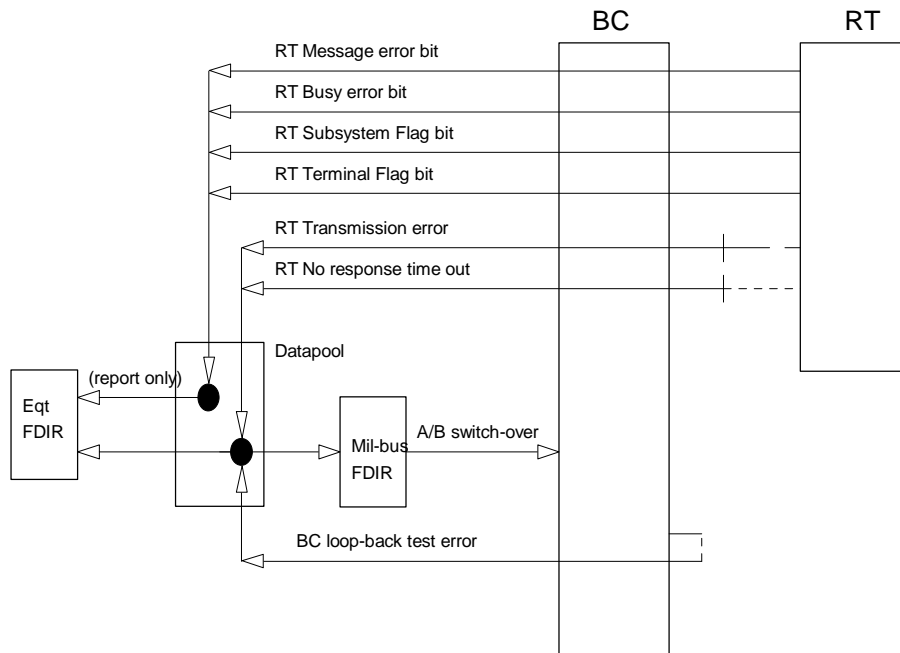 BC
RT
RT Message error bit
RT Busy error bit
RT Subsystem Flag bit
RT Terminal Flag bit
RT Transmission error
RT No response time out
Datapool
(report only)
Eqt
FDIR
A/B switch-over
Mil-bus
FDIR
BC loop-back test error